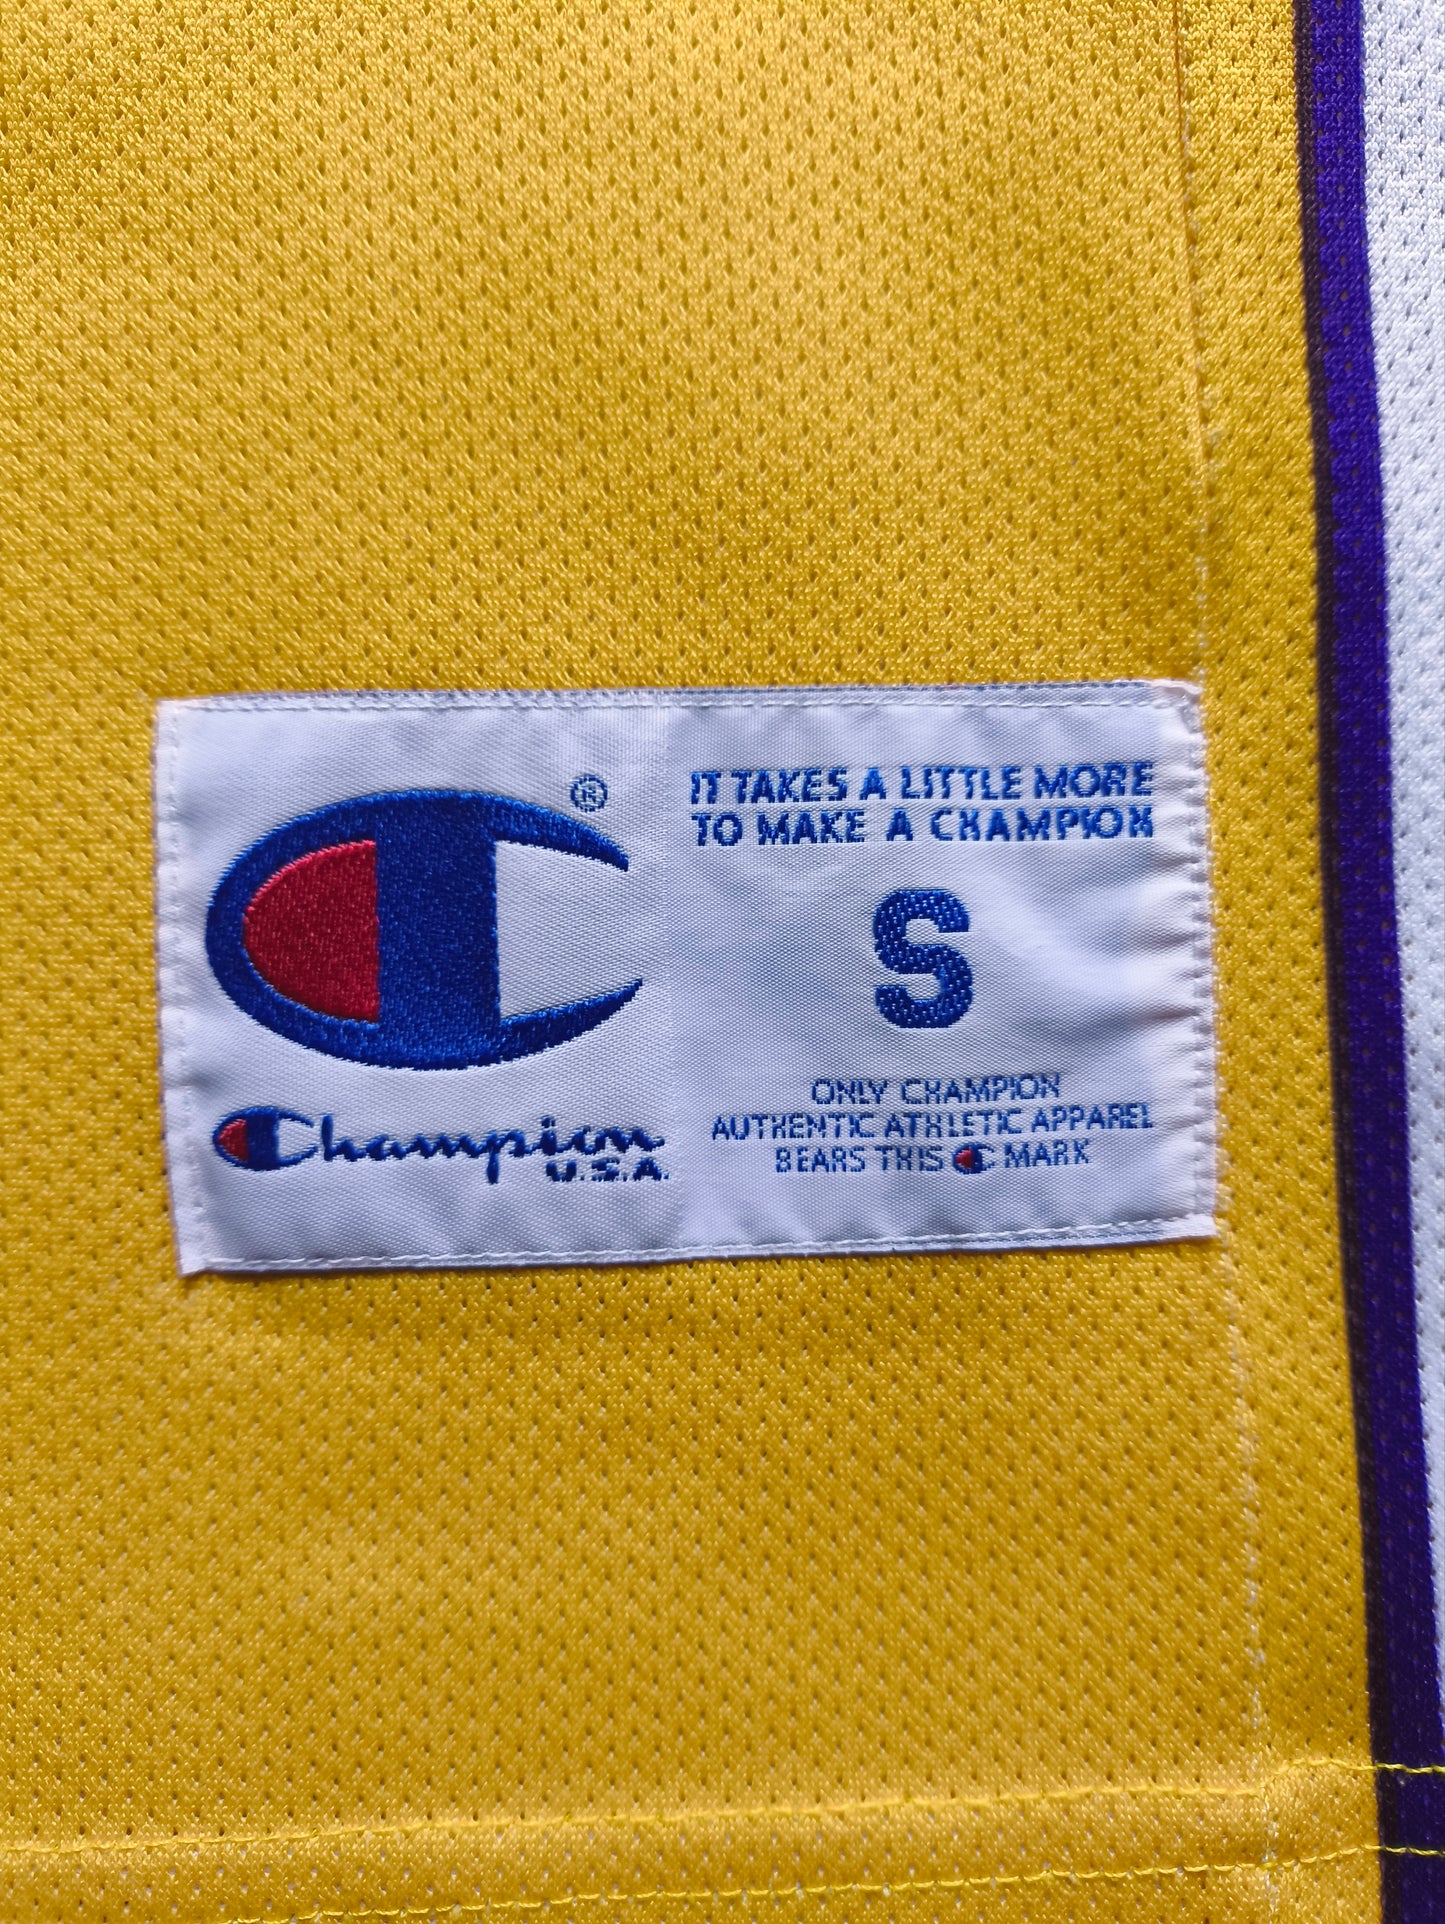 ®
IT TAKES A LITTLE MORE
TO MAKE A CHAMPION
S
Champion
U.S.A.
ONLY CHAMPION
AUTHENTIC ATHLETIC APPAREL
BEARS THIS C MARK